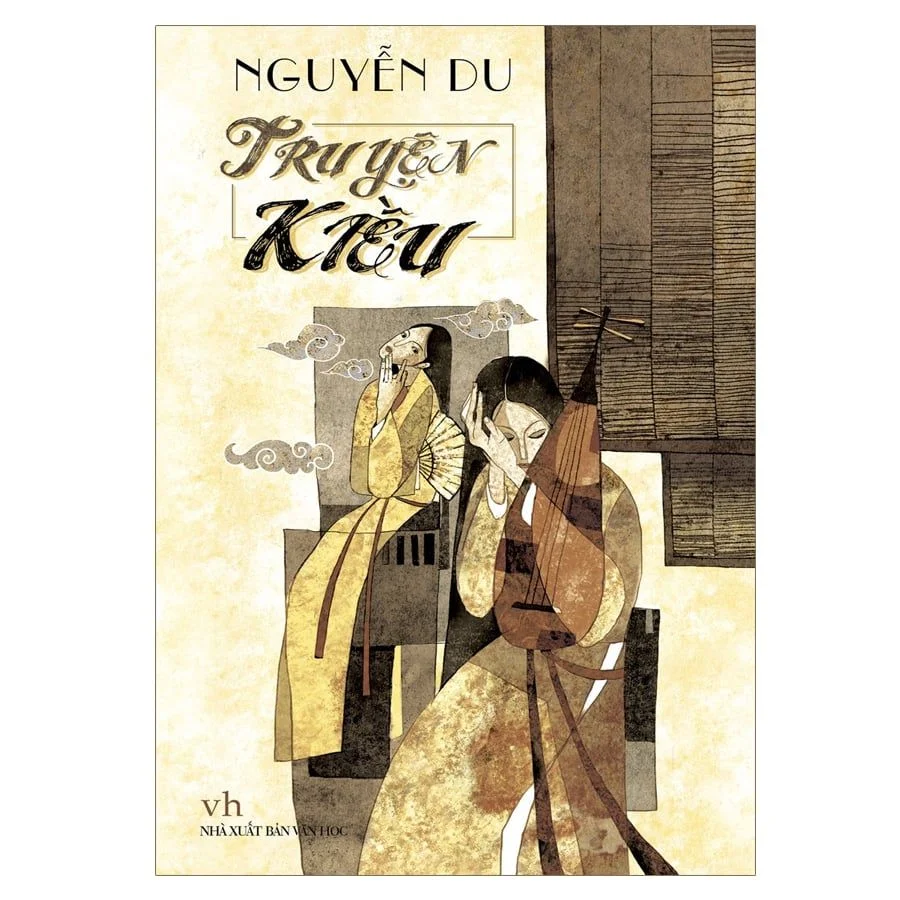 NGUYỄN DU
TRUYỆN
KIỀU
vh
NHÀ XUẤT BẢN VĂN HỌC